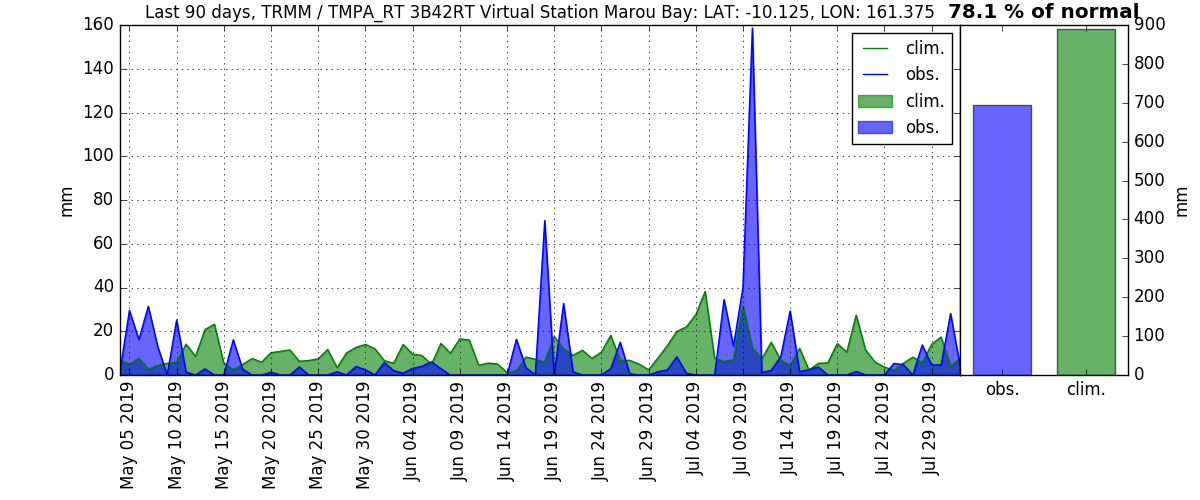 Last 90 days, TRMM / TMPA_RT 3B42RT Virtual Station Marou Bay: LAT: -10.125, LON: 161.375 78.1 % of normal
160
140
120
100
80
60
40
20
0
mm
clim.
obs.
clim.
obs.
May 05 2019
May 10 2019
May 15 2019
May 20 2019
May 25 2019
May 30 2019
Jun 04 2019
Jun 09 2019
Jun 14 2019
Jun 19 2019
Jun 24 2019
Jun 29 2019
Jul 04 2019
Jul 09 2019
Jul 14 2019
Jul 19 2019
Jul 24 2019
Jul 29 2019
900
800
700
600
500
400
300
200
100
0
mm
obs. clim.